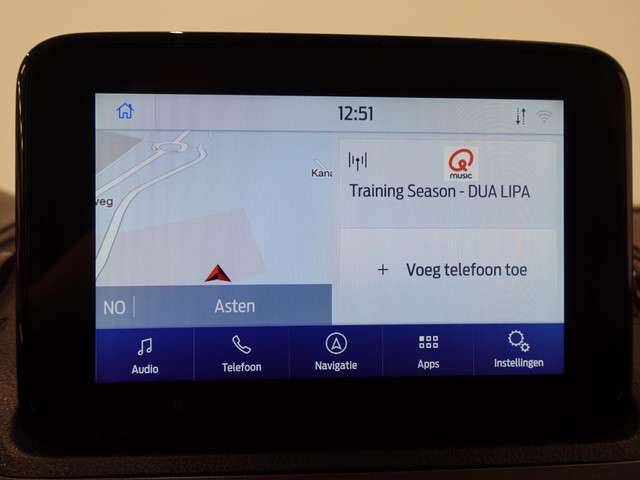 12:51
Kana
veg
Q
music
Training Season - DUA LIPA
+ Voeg telefoon toe
NO
Asten
Audio
Telefoon
Navigatie
Apps
Instellingen